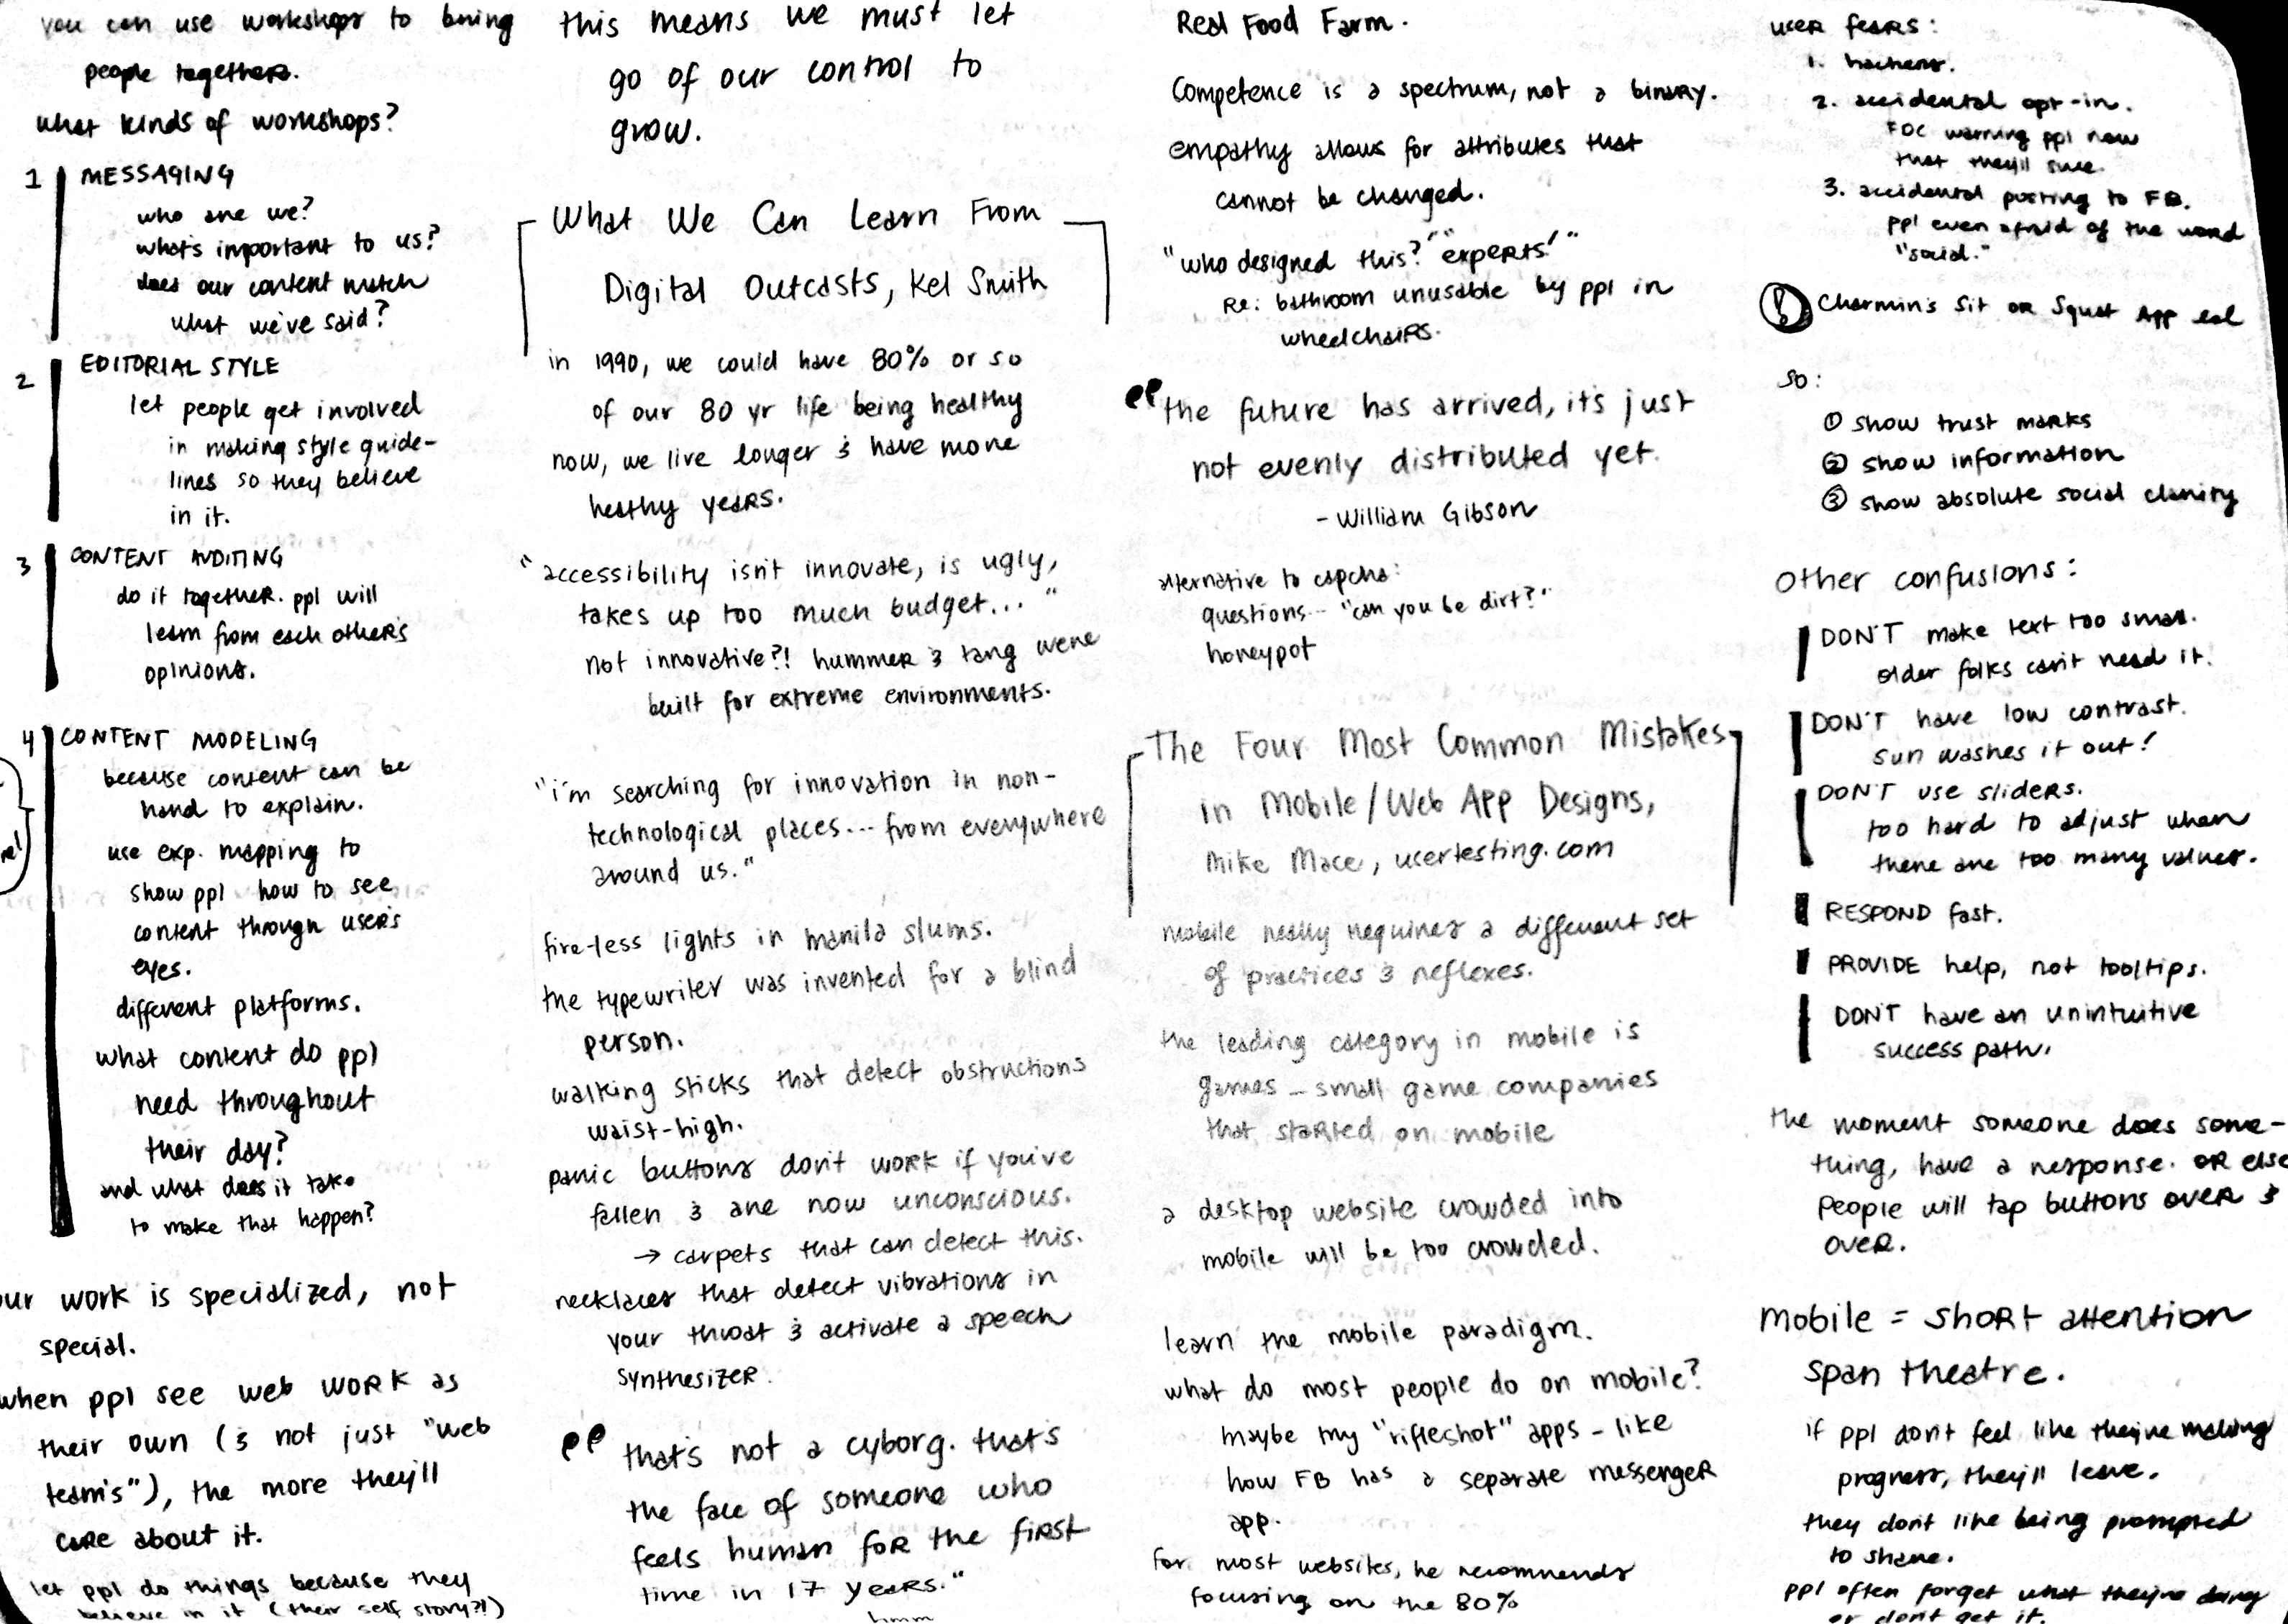 you can use workshops to bring
people together.
what kinds of workshops?
1 MESSAGING
who are we?
what's important to us?
does our content match
what we've said?
2 EDITORIAL STYLE
let people get involved
in making style guide-
lines so they believe
in it.
3 CONTENT AUDITING
do it together. ppl will
learn from each other's
opinions.
4 CONTENT MODELING
because content can be
hard to explain.
use exp. mapping to
show ppl how to see
content through user's
eyes.
different platforms.
what content do ppl
need throughout
their day?
and what does it take
to make that happen?
our work is specialized, not
special.
when ppl see web work as
their own (& not just "web
team's"), the more they'll
care about it.
let ppl do things because they
believe in it (their self story?!)
this means we must let
go of our control to
grow.
What We Can Learn From
Digital Outcasts, Kel Smith
in 1990, we could have 80% or so
of our 80 yr life being healthy
now, we live longer & have more
healthy years.
"accessibility isn't innovate, is ugly,
takes up too much budget..."
not innovative?! hummer & tang were
built for extreme environments.
"i'm searching for innovation in non-
technological places... from everywhere
around us."
fire-less lights in manila slums.
the typewriter was invented for a blind
person.
walking sticks that detect obstructions
waist-high.
panic buttons don't work if you've
fallen & are now unconscious.
→ carpets that can detect this.
necklaces that detect vibrations in
your throat & activate a speech
synthesizer.
"that's not a cyborg. that's
the face of someone who
feels human for the first
time in 17 years."
hmm
Real Food Farm.
Competence is a spectrum, not a binary.
empathy allows for attributes that
cannot be changed.
"who designed this?" "experts!"
Re: bathroom unusable by ppl in
wheelchairs.
"the future has arrived, it's just
not evenly distributed yet.
- William Gibson
alternative to capcha:
questions... "can you be dirt?"
honeypot
The Four Most Common Mistakes
in Mobile/Web App Designs,
Mike Mace, usertesting.com
mobile really requires a different set
of practices & reflexes.
the leading category in mobile is
games - small game companies
that started on mobile
a desktop website crowded into
mobile will be too crowded.
learn the mobile paradigm.
what do most people do on mobile?
maybe my "rifleshot" apps - like
how FB has a separate messenger
app.
for most websites, he recommends
focusing on the 80%
user fears:
1. hackers.
2. accidental opt-in.
warning ppl now
that they'll
3. accidental posting to FB.
ppl even afraid of the word
"social."
Charmin's Sit or Squat App lol
so:
① show trust marks
② show information
③ show absolute social clarity
other confusions:
DON'T make text too small.
older folks can't read it.
DON'T have low contrast.
sun washes it out!
DON'T use sliders.
too hard to adjust when
there are too many values.
RESPOND fast.
PROVIDE help, not tooltips.
DON'T have an unintuitive
success path.
the moment someone does some-
thing, have a response. or else
people will tap buttons over &
over.
mobile = short attention
span theatre.
if ppl don't feel like they're making
progress, they'll leave.
they don't like being prompted
to share.
ppl often forget what they're doing
or don't get it.